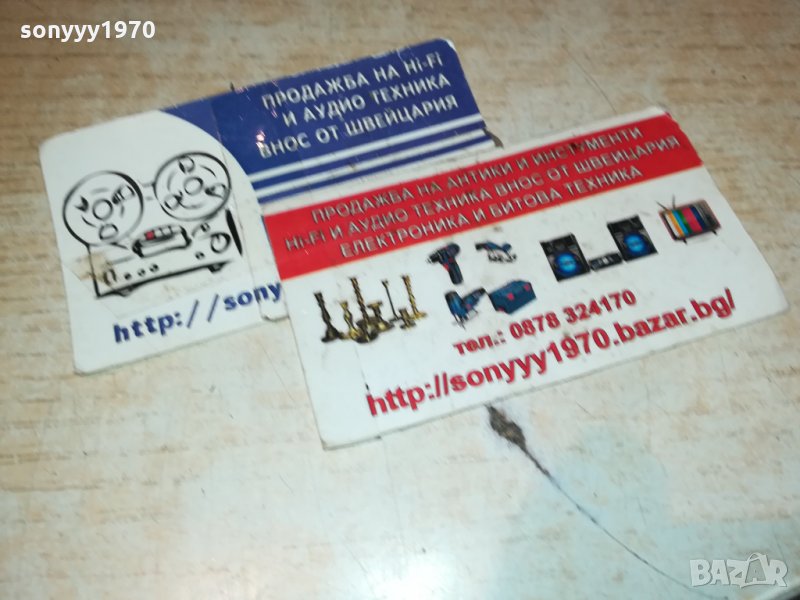 sonyyy1970
ПРОДАЖБА НА Hi-Fi
И АУДИО ТЕХНИКА
ВНОС ОТ ШВЕЙЦАРИЯ
http://sony
ПРОДАЖБА НА АНТИКИ И ИНСТУМЕНТИ
Hi-Fi И АУДИО ТЕХНИКА ВНОС ОТ ШВЕЙЦАРИЯ
ЕЛЕКТРОНИКА И БИТОВА ТЕХНИКА
тел.: 0878 324170
http://sonyyy1970.bazar.bg/
BAZAR